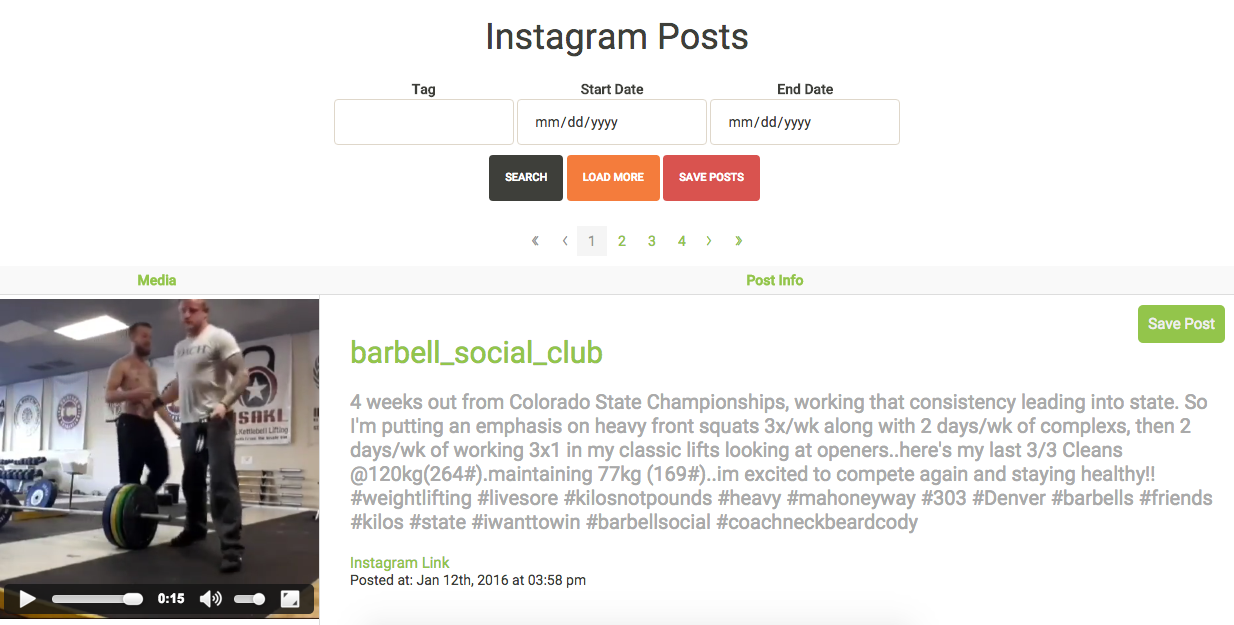 Instagram Posts
Tag Start Date End Date
mm/dd/yyyy mm/dd/yyyy
SEARCH LOAD MORE SAVE POSTS
« ‹ 1 2 3 4 › »
Media Post Info
Save Post
barbell_social_club
4 weeks out from Colorado State Championships, working that consistency leading into state. So
I'm putting an emphasis on heavy front squats 3x/wk along with 2 days/wk of complexs, then 2
days/wk of working 3x1 in my classic lifts looking at openers..here's my last 3/3 Cleans
@120kg(264#).maintaining 77kg (169#)..im excited to compete again and staying healthy!!
#weightlifting #livesore #kilosnotpounds #heavy #mahoneyway #303 #Denver #barbells #friends
#kilos #state #iwanttowin #barbellsocial #coachneckbeardcody
Instagram Link
Posted at: Jan 12th, 2016 at 03:58 pm
Kettlebell Lifting
0:15